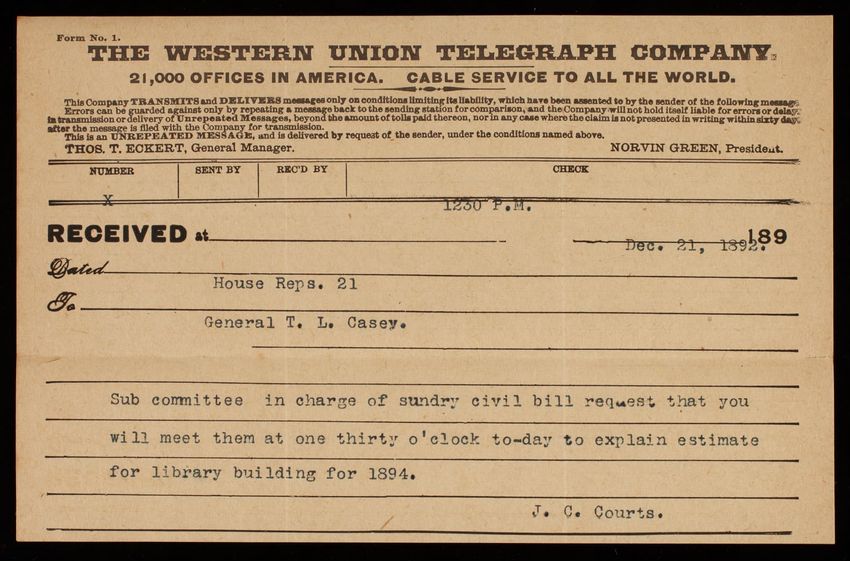 Form No. 1.
THE WESTERN UNION TELEGRAPH COMPANY.
21,000 OFFICES IN AMERICA. CABLE SERVICE TO ALL THE WORLD.
This Company TRANSMITS and DELIVERS messages only on conditions limiting its liability, which have been assented to by the sender of the following message.
Errors can be guarded against only by repeating a message back to the sending station for comparison, and the Company will not hold itself liable for errors or delays
in transmission or delivery of Unrepeated Messages, beyond the amount of tolls paid thereon, nor in any case where the claim is not presented in writing within sixty days
after the message is filed with the Company for transmission.
This is an UNREPEATED MESSAGE, and is delivered by request of the sender, under the conditions named above.
THOS. T. ECKERT, General Manager. NORVIN GREEN, President.
NUMBER SENT BY REC'D BY CHECK
X 1230 P.M.
RECEIVED at 189
Dec. 21, 1892.
Dated
House Reps. 21
To
General T. L. Casey.
Sub committee in charge of sundry civil bill request that you
will meet them at one thirty o'clock to-day to explain estimate
for library building for 1894.
J. C. Courts.